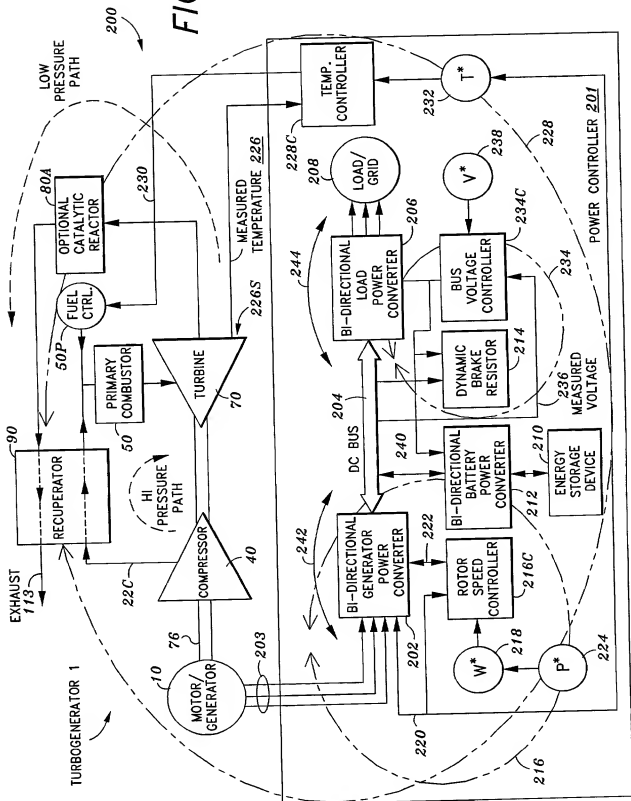 FIG
200
LOW
PRESSURE
PATH
80A
OPTIONAL
CATALYTIC
REACTOR
230
FUEL
CTRL.
50P
90
RECUPERATOR
EXHAUST
113
PRIMARY
COMBUSTOR
50
HI
PRESSURE
PATH
22C
COMPRESSOR
40
TURBINE
70
226S
MEASURED
TEMPERATURE 226
76
10
MOTOR/
GENERATOR
203
TURBOGENERATOR 1
TEMP.
CONTROLLER
228C
T*
232
228
POWER CONTROLLER 201
LOAD/
GRID
208
V*
238
244
BI-DIRECTIONAL
LOAD
POWER
CONVERTER
206
234C
BUS
VOLTAGE
CONTROLLER
234
204
DC BUS
DYNAMIC
BRAKE
RESISTOR
214
236
MEASURED
VOLTAGE
240
242
BI-DIRECTIONAL
GENERATOR
POWER
CONVERTER
202
222
BI-DIRECTIONAL
BATTERY
POWER
CONVERTER
212
210
ENERGY
STORAGE
DEVICE
ROTOR
SPEED
CONTROLLER
216C
W*
218
P*
224
220
216